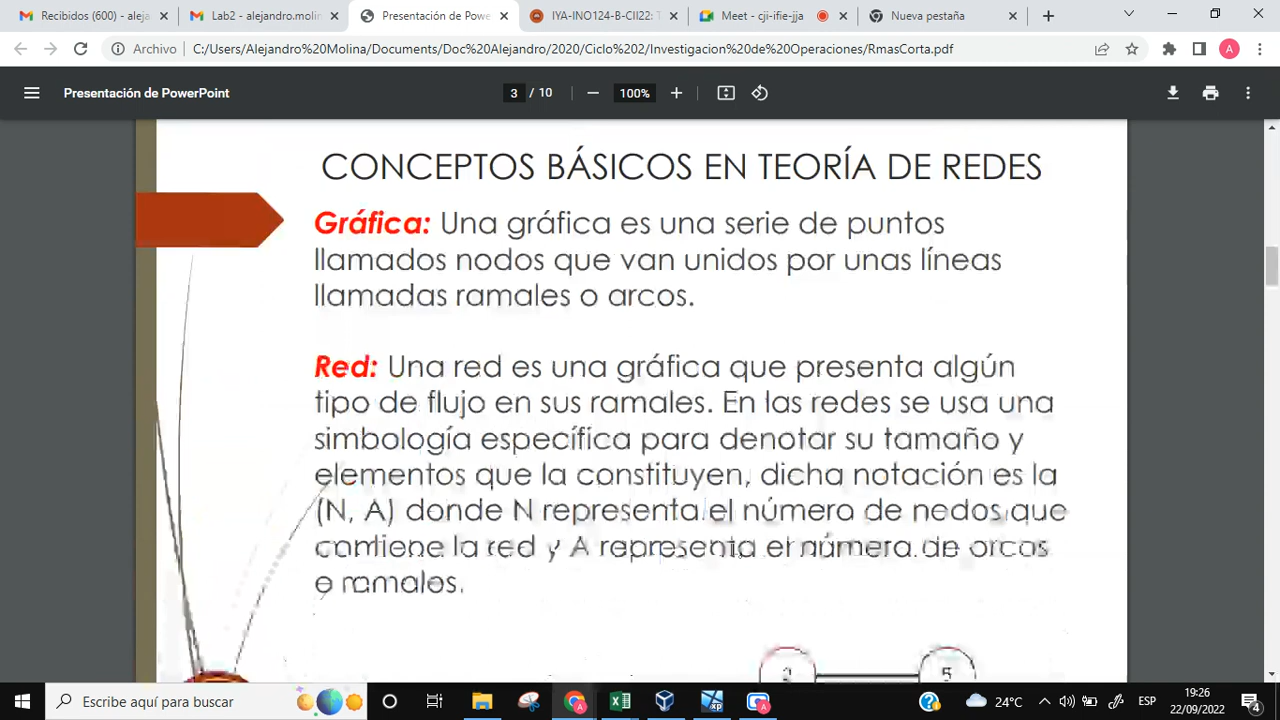 Recibidos (600) - aleja
Lab2 - alejandro.molin
Presentación de Powe
IYA-INO124-B-CII22: T
Meet - cji-ifie-jja
Nueva pestaña
Archivo
C:/Users/Alejandro%20Molina/Documents/Doc%20Alejandro/2020/Ciclo%202/Investigacion%20de%20Operaciones/RmasCorta.pdf
A
Presentación de PowerPoint
3 / 10
100%
CONCEPTOS BÁSICOS EN TEORÍA DE REDES
Gráfica: Una gráfica es una serie de puntos
llamados nodos que van unidos por unas líneas
llamadas ramales o arcos.
Red: Una red es una gráfica que presenta algún
tipo de flujo en sus ramales. En las redes se usa una
simbología específica para denotar su tamaño y
elementos que la constituyen, dicha notación es la
(N, A) donde N representa el número de nodos que
contiene la red y A representa el número de arcos
o ramales.
5
Escribe aquí para buscar
24°C
ESP
19:26
22/09/2022
4